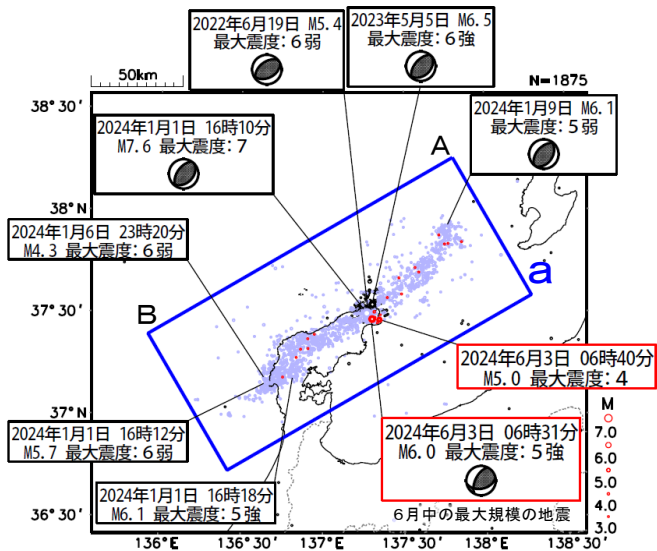 2022年6月19日 M5.4
最大震度：6弱
2023年5月5日 M6.5
最大震度：6強
50km
N=1875
38°30′
2024年1月1日 16時10分
M7.6 最大震度：7
2024年1月9日 M6.1
最大震度：5弱
A
38°N
2024年1月6日 23時20分
M4.3 最大震度：6弱
a
37°30′
B
2024年6月3日 06時40分
M5.0 最大震度：4
37°N
2024年6月3日 06時31分
M6.0 最大震度：5強
6月中の最大規模の地震
2024年1月1日 16時12分
M5.7 最大震度：6弱
2024年1月1日 16時18分
M6.1 最大震度：5強
M
7.0
6.0
5.0
4.0
3.0
36°30′
136°E
136°30′
137°E
137°30′
138°E
138°30′